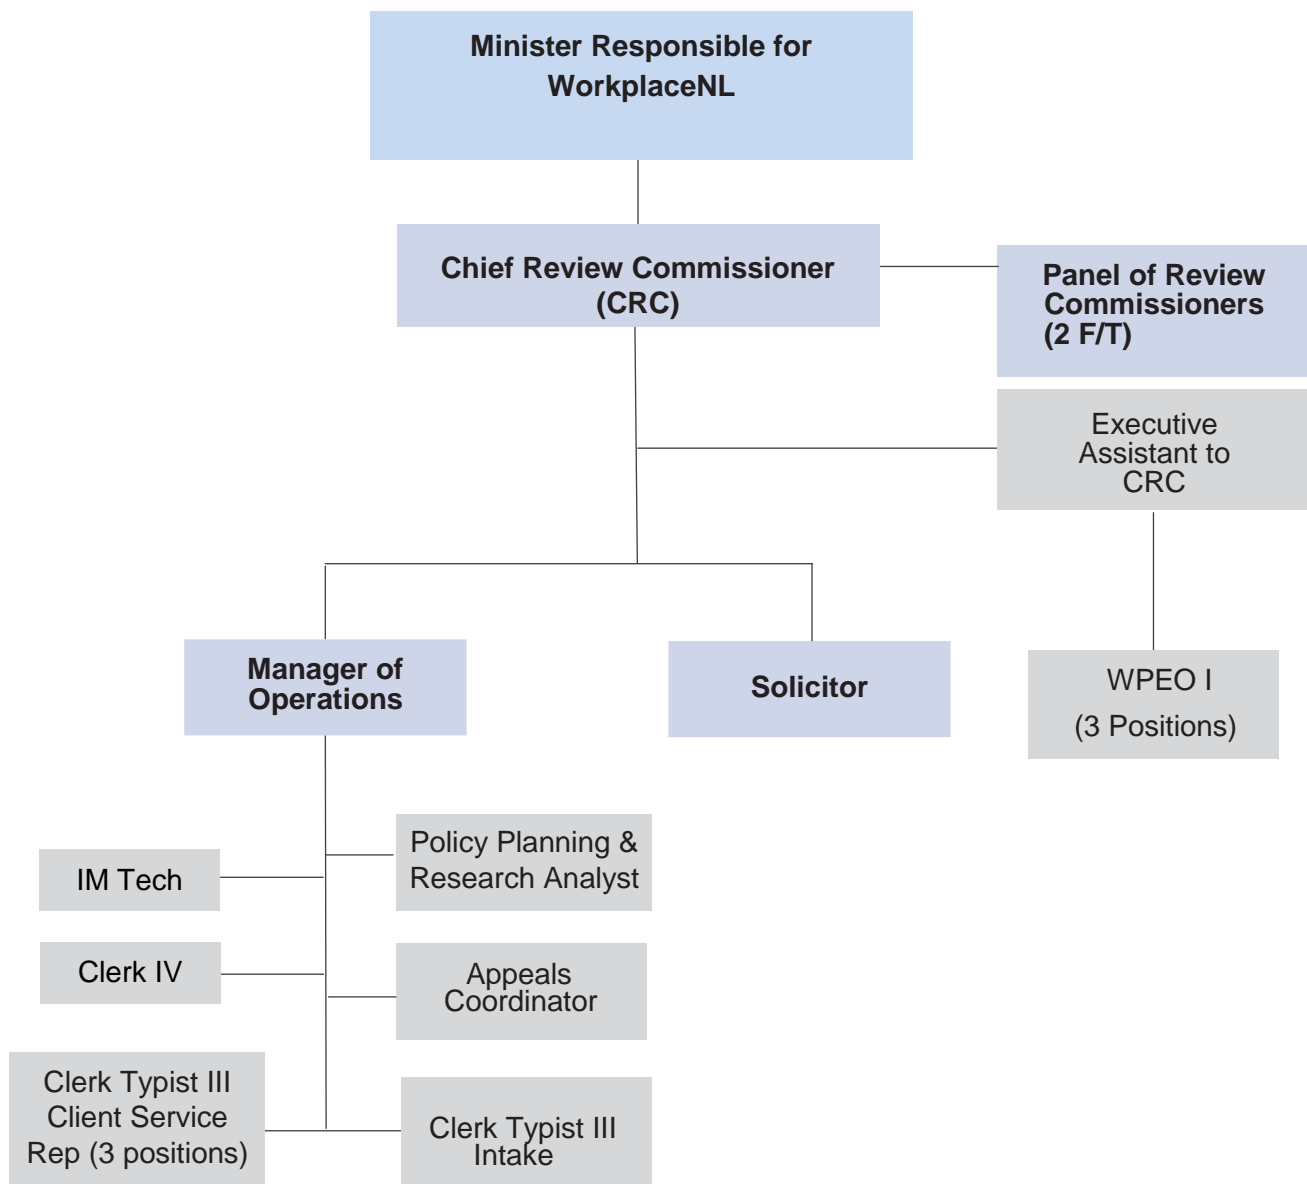 Minister Responsible for
WorkplaceNL
Chief Review Commissioner
(CRC)
Panel of Review
Commissioners
(2 F/T)
Executive
Assistant to
CRC
Manager of
Operations
Solicitor
WPEO I
(3 Positions)
Policy Planning &
Research Analyst
IM Tech
Clerk IV
Appeals
Coordinator
Clerk Typist III
Client Service
Rep (3 positions)
Clerk Typist III
Intake